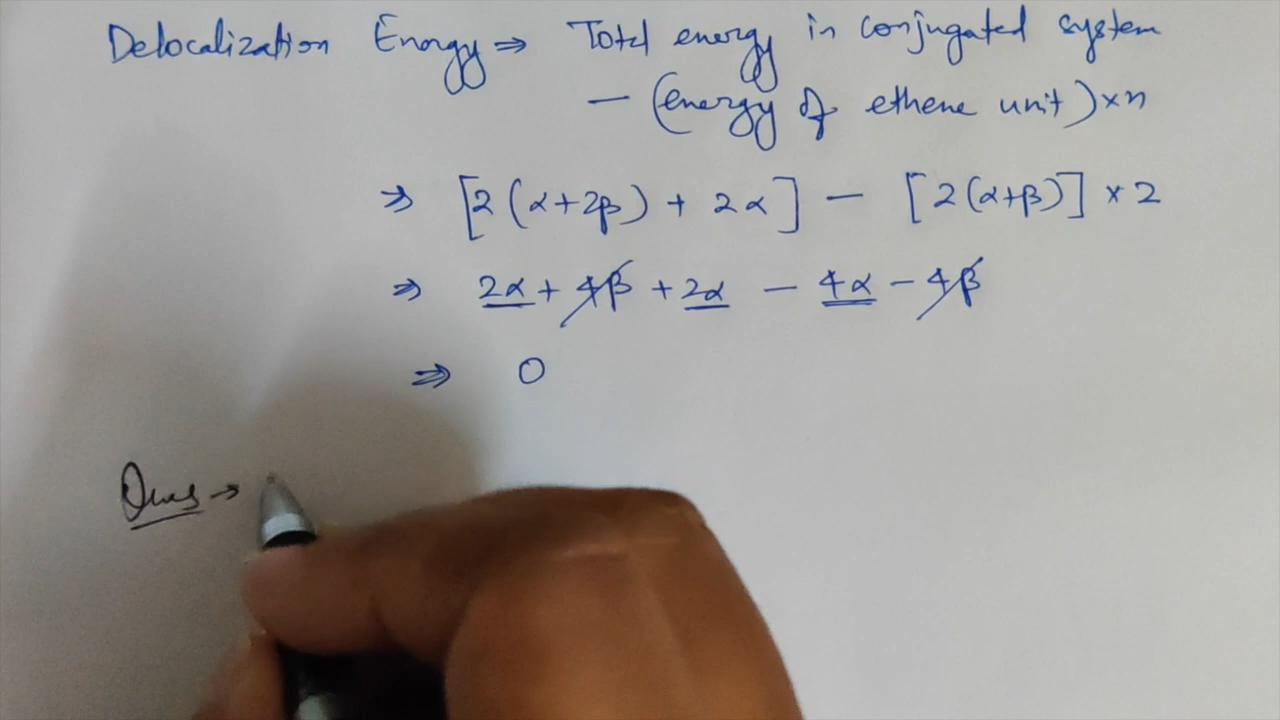 Delocalization Energy ⇒ Total energy in conjugated system
– (energy of ethene unit) × n
⇒ [2(α+2β) + 2α] – [2(α+β)] × 2
⇒ 2α + 4β + 2α – 4α – 4β
⇒ 0
Ques →